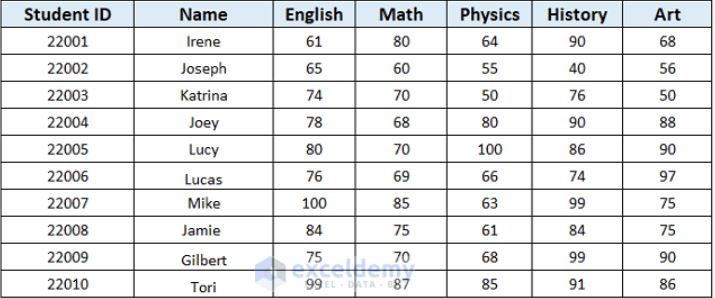 Student ID Name English Math Physics History Art
22001 Irene 61 80 64 90 68
22002 Joseph 65 60 55 40 56
22003 Katrina 74 70 50 76 50
22004 Joey 78 68 80 90 88
22005 Lucy 80 70 100 86 90
22006 Lucas 76 69 66 74 97
22007 Mike 100 85 63 99 75
22008 Jamie 84 75 61 84 75
22009 Gilbert 75 70 68 99 90
22010 Tori 99 87 85 91 86
exceldemy
EXCEL - DATA - B